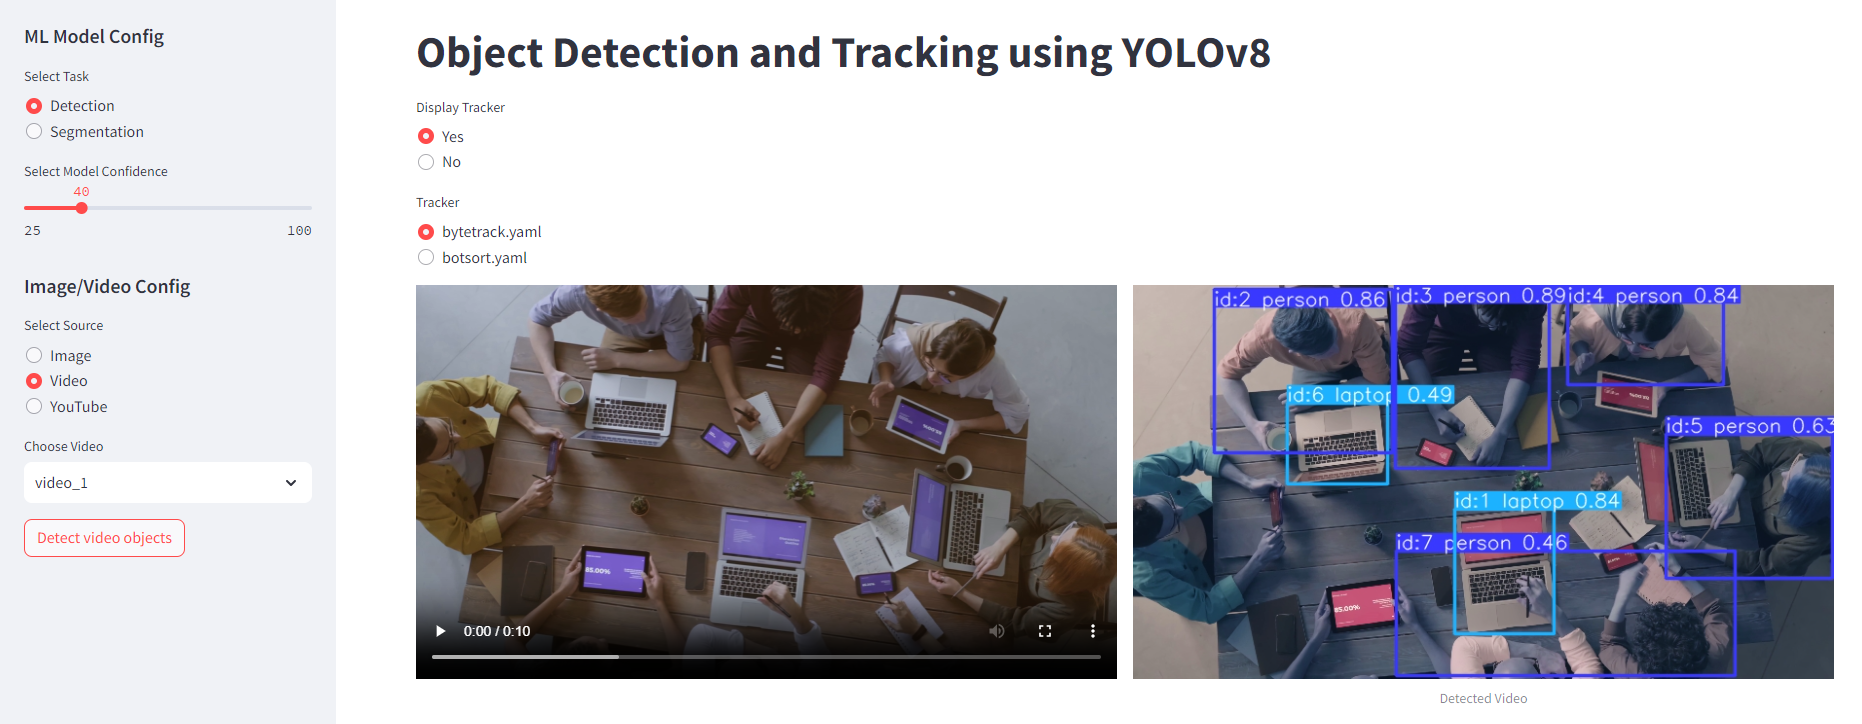 ML Model Config
Select Task
Detection
Segmentation
Select Model Confidence
40
25 100
Image/Video Config
Select Source
Image
Video
YouTube
Choose Video
video_1
Detect video objects
Object Detection and Tracking using YOLOv8
Display Tracker
Yes
No
Tracker
bytetrack.yaml
botsort.yaml
85.00%
0:00 / 0:10
id:2 person 0.86
id:3 person 0.89
id:4 person 0.84
id:6 laptop 0.49
id:5 person 0.63
id:1 laptop 0.84
id:7 person 0.46
85.00%
Detected Video